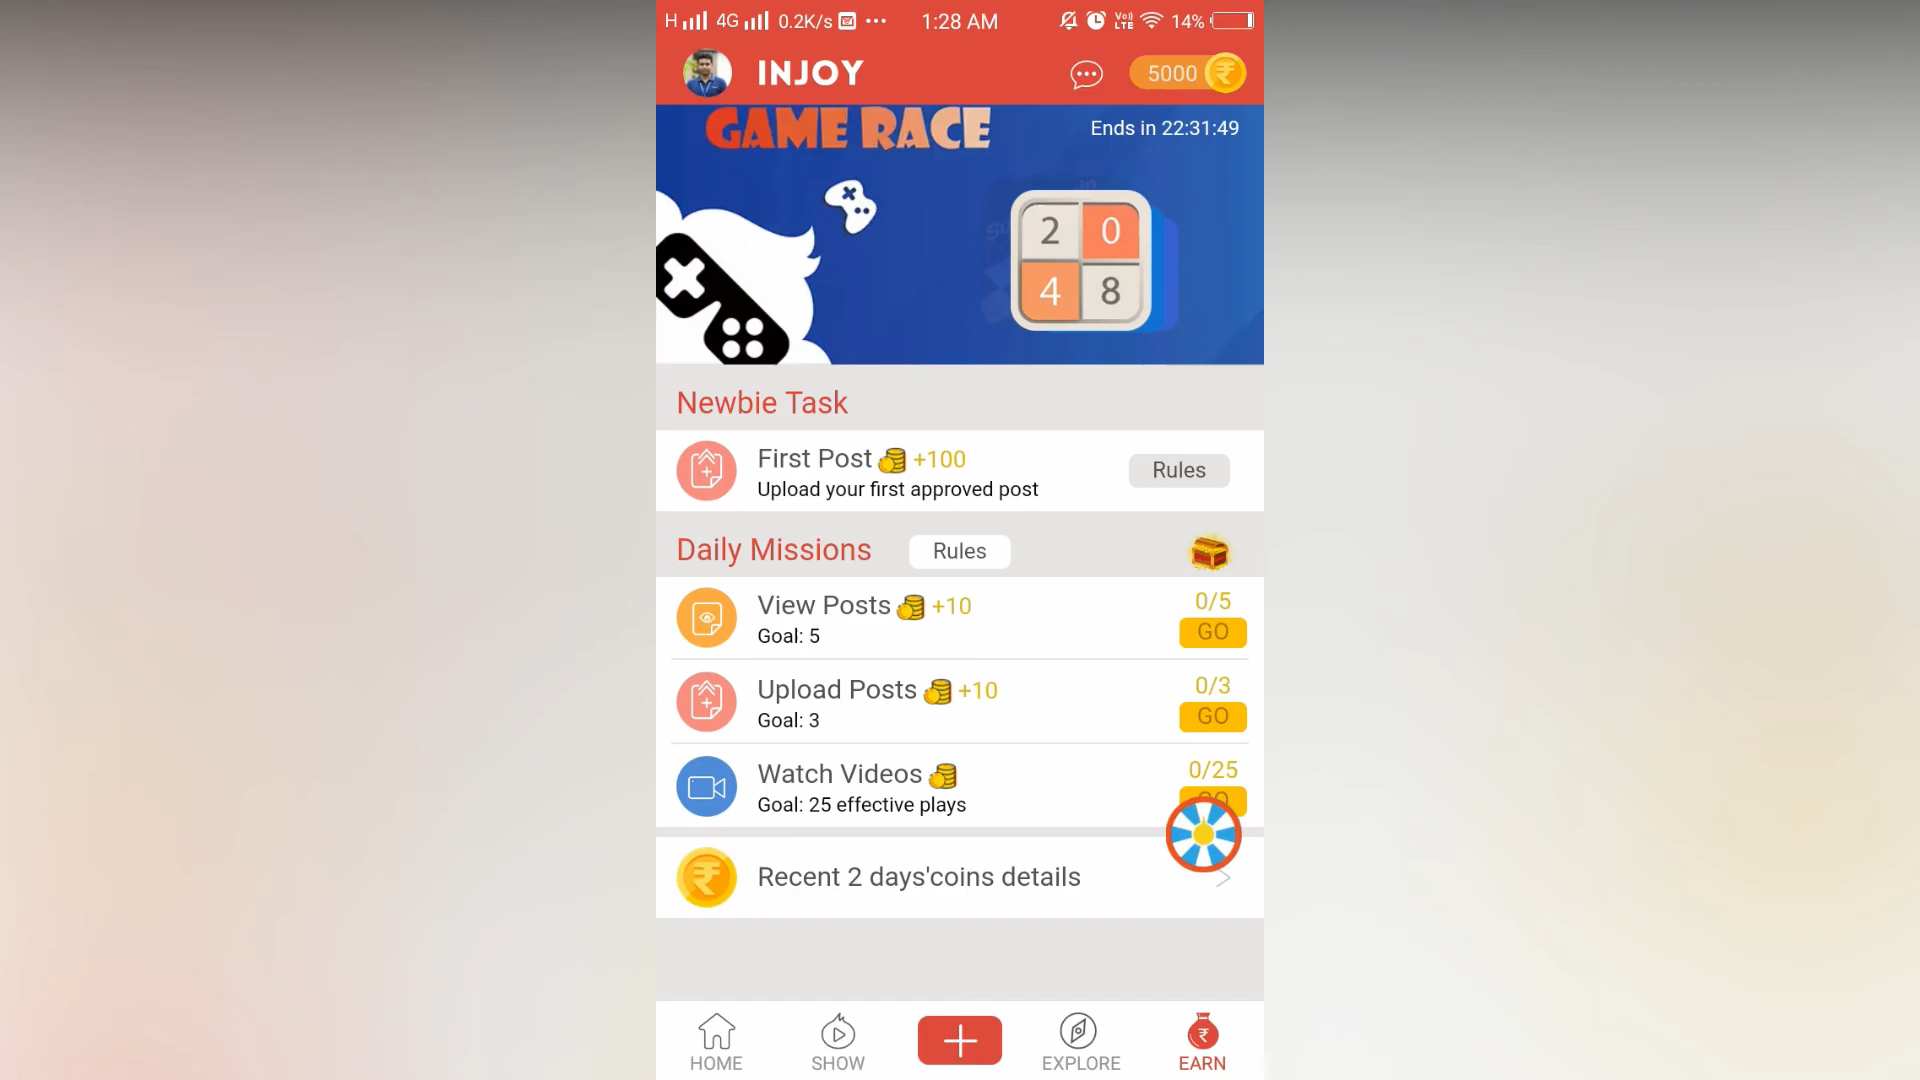 H 4G 0.2K/s ... 1:28 AM VoLTE 14%
INJOY 5000 ₹
GAME RACE
Ends in 22:31:49
2 0
4 8
Newbie Task
First Post +100
Upload your first approved post
Rules
Daily Missions Rules
View Posts +10
Goal: 5
0/5
GO
Upload Posts +10
Goal: 3
0/3
GO
Watch Videos
Goal: 25 effective plays
0/25
GO
₹ Recent 2 days'coins details >
HOME SHOW + EXPLORE ₹ EARN